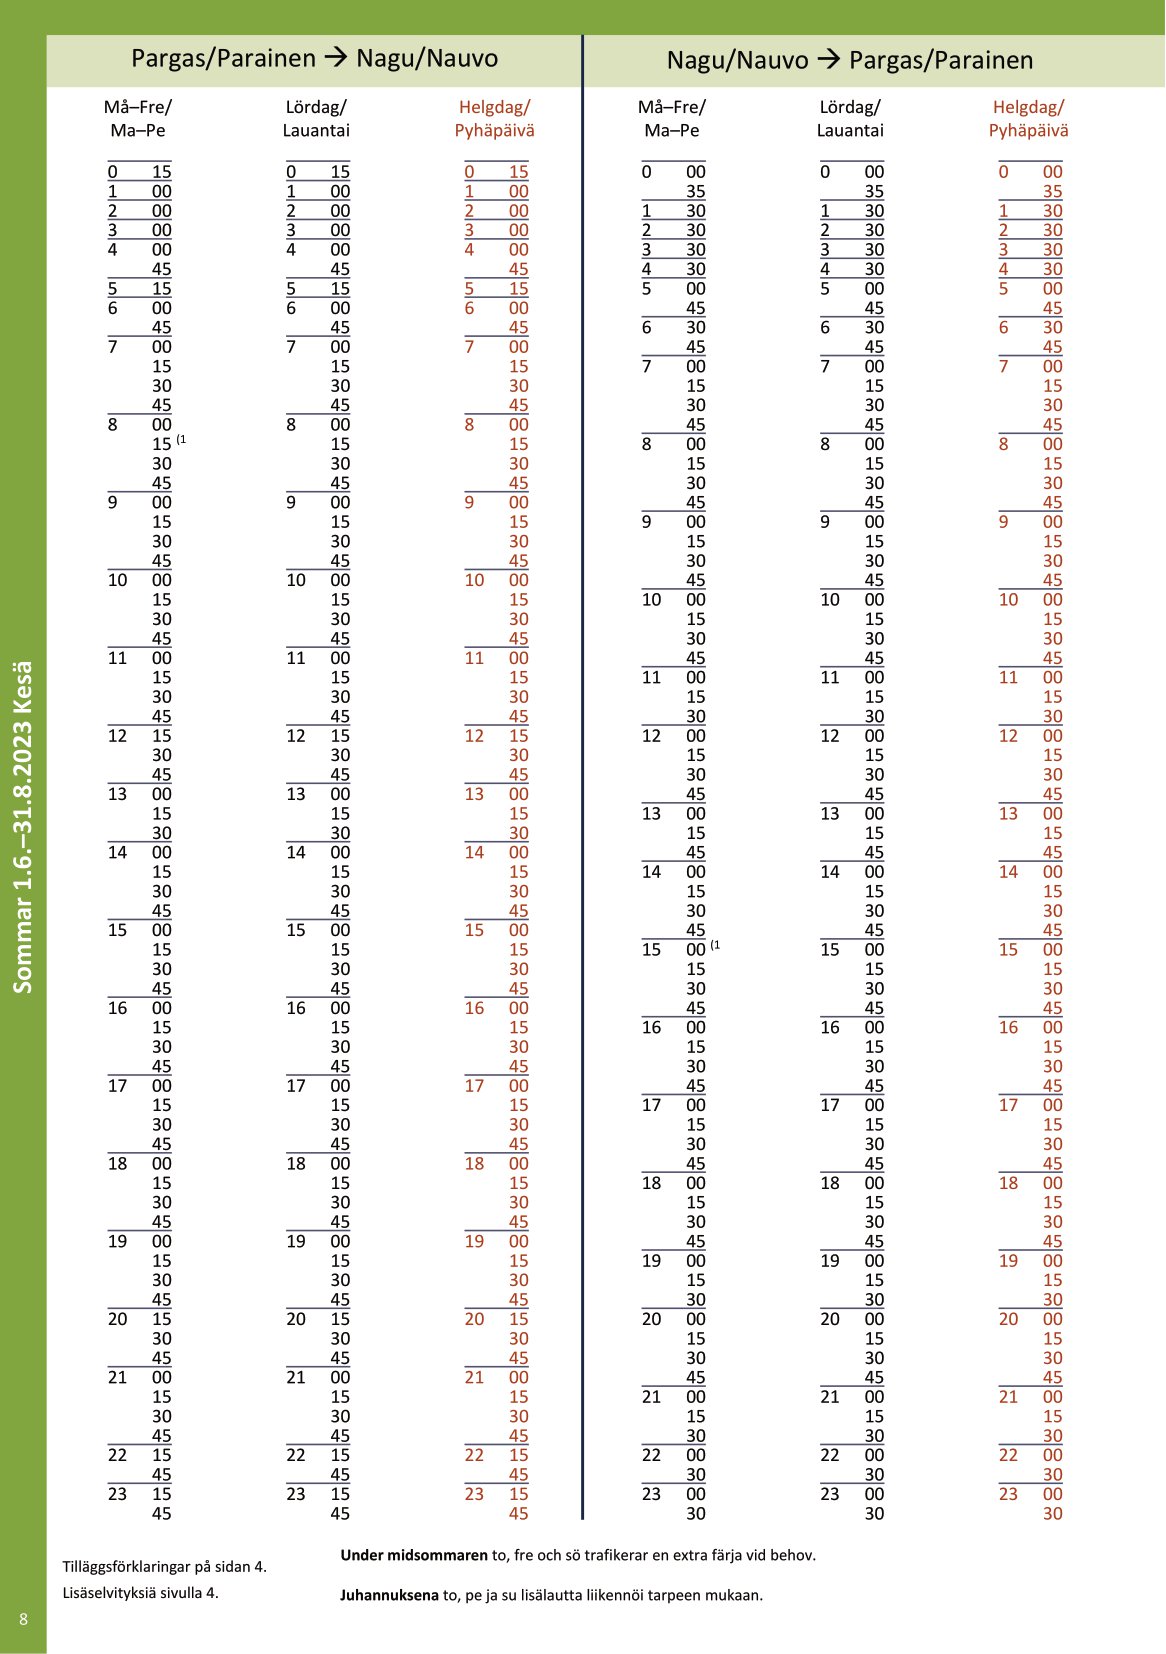 Pargas/Parainen → Nagu/Nauvo
Nagu/Nauvo → Pargas/Parainen
Må–Fre/ Lördag/ Helgdag/ Må–Fre/ Lördag/ Helgdag/
Ma–Pe Lauantai Pyhäpäivä Ma–Pe Lauantai Pyhäpäivä
0 15 0 15 0 15 0 00 0 00 0 00
1 00 1 00 1 00 35 35 35
2 00 2 00 2 00 1 30 1 30 1 30
3 00 3 00 3 00 2 30 2 30 2 30
4 00 4 00 4 00 3 30 3 30 3 30
45 45 45 4 30 4 30 4 30
5 15 5 15 5 15 5 00 5 00 5 00
6 00 6 00 6 00 45 45 45
45 45 45 6 30 6 30 6 30
7 00 7 00 7 00 45 45 45
15 15 15 7 00 7 00 7 00
30 30 30 15 15 15
45 45 45 30 30 30
8 00 8 00 8 00 45 45 45
15 (1 15 15 8 00 8 00 8 00
30 30 30 15 15 15
45 45 45 30 30 30
9 00 9 00 9 00 45 45 45
15 15 15 9 00 9 00 9 00
30 30 30 15 15 15
45 45 45 30 30 30
10 00 10 00 10 00 45 45 45
15 15 15 10 00 10 00 10 00
30 30 30 15 15 15
45 45 45 30 30 30
11 00 11 00 11 00 45 45 45
15 15 15 11 00 11 00 11 00
30 30 30 15 15 15
45 45 45 30 30 30
12 15 12 15 12 15 12 00 12 00 12 00
30 30 30 15 15 15
45 45 45 30 30 30
13 00 13 00 13 00 45 45 45
15 15 15 13 00 13 00 13 00
30 30 30 15 15 15
14 00 14 00 14 00 45 45 45
15 15 15 14 00 14 00 14 00
30 30 30 15 15 15
45 45 45 30 30 30
15 00 15 00 15 00 45 45 45
15 15 15 15 00 (1 15 00 15 00
30 30 30 15 15 15
45 45 45 30 30 30
16 00 16 00 16 00 45 45 45
15 15 15 16 00 16 00 16 00
30 30 30 15 15 15
45 45 45 30 30 30
17 00 17 00 17 00 45 45 45
15 15 15 17 00 17 00 17 00
30 30 30 15 15 15
45 45 45 30 30 30
18 00 18 00 18 00 45 45 45
15 15 15 18 00 18 00 18 00
30 30 30 15 15 15
45 45 45 30 30 30
19 00 19 00 19 00 45 45 45
15 15 15 19 00 19 00 19 00
30 30 30 15 15 15
45 45 45 30 30 30
20 15 20 15 20 15 20 00 20 00 20 00
30 30 30 15 15 15
45 45 45 30 30 30
21 00 21 00 21 00 45 45 45
15 15 15 21 00 21 00 21 00
30 30 30 15 15 15
45 45 45 30 30 30
22 15 22 15 22 15 22 00 22 00 22 00
45 45 45 30 30 30
23 15 23 15 23 15 23 00 23 00 23 00
45 45 45 30 30 30
Under midsommaren to, fre och sö trafikerar en extra färja vid behov.
Tilläggsförklaringar på sidan 4.
Lisäselvityksiä sivulla 4.
Juhannuksena to, pe ja su lisälautta liikennöi tarpeen mukaan.
Sommar 1.6.–31.8.2023 Kesä
8